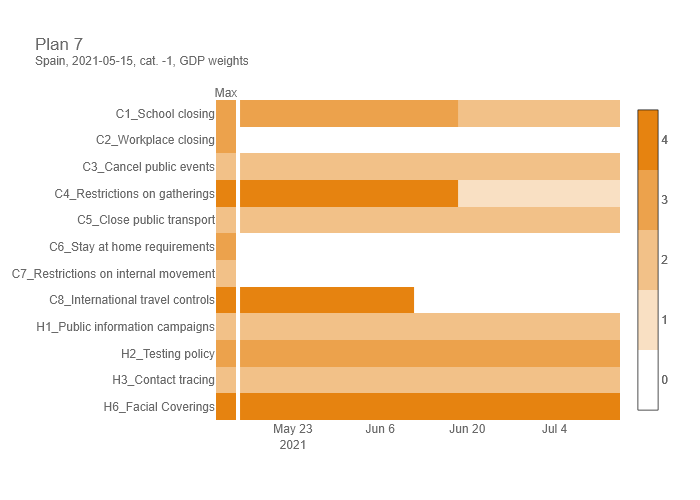 Plan 7
Spain, 2021-05-15, cat. -1, GDP weights
Max
C1_School closing
C2_Workplace closing
C3_Cancel public events
C4_Restrictions on gatherings
C5_Close public transport
C6_Stay at home requirements
C7_Restrictions on internal movement
C8_International travel controls
H1_Public information campaigns
H2_Testing policy
H3_Contact tracing
H6_Facial Coverings
May 23
2021
Jun 6
Jun 20
Jul 4
4
3
2
1
0